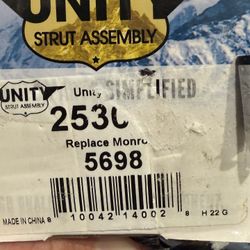 UNITY
STRUT ASSEMBLY
UNITY
STRUT ASSEMBLY
Unity
SIMPLIFIED
2530
Replace Monro
5698
MADE IN CHINA
8 10042 14002 8
H 22 G